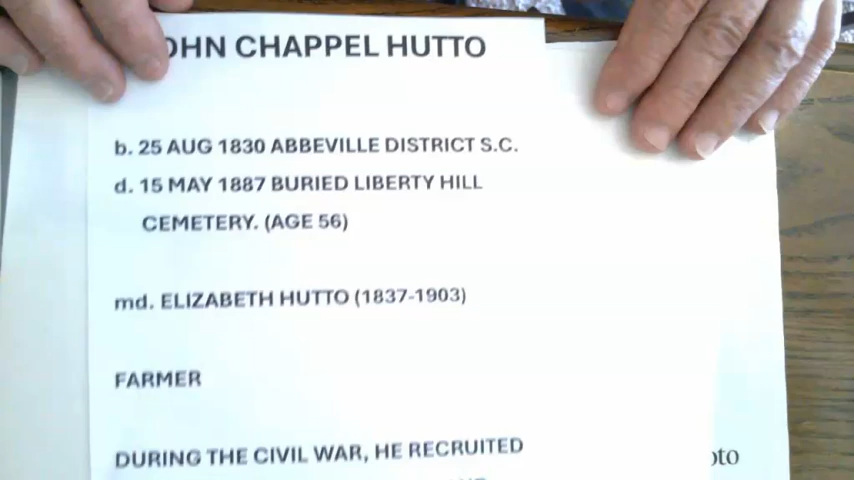 OHN CHAPPEL HUTTO
b. 25 AUG 1830 ABBEVILLE DISTRICT S.C.
d. 15 MAY 1887 BURIED LIBERTY HILL
CEMETERY. (AGE 56)
md. ELIZABETH HUTTO (1837-1903)
FARMER
DURING THE CIVIL WAR, HE RECRUITED
oto